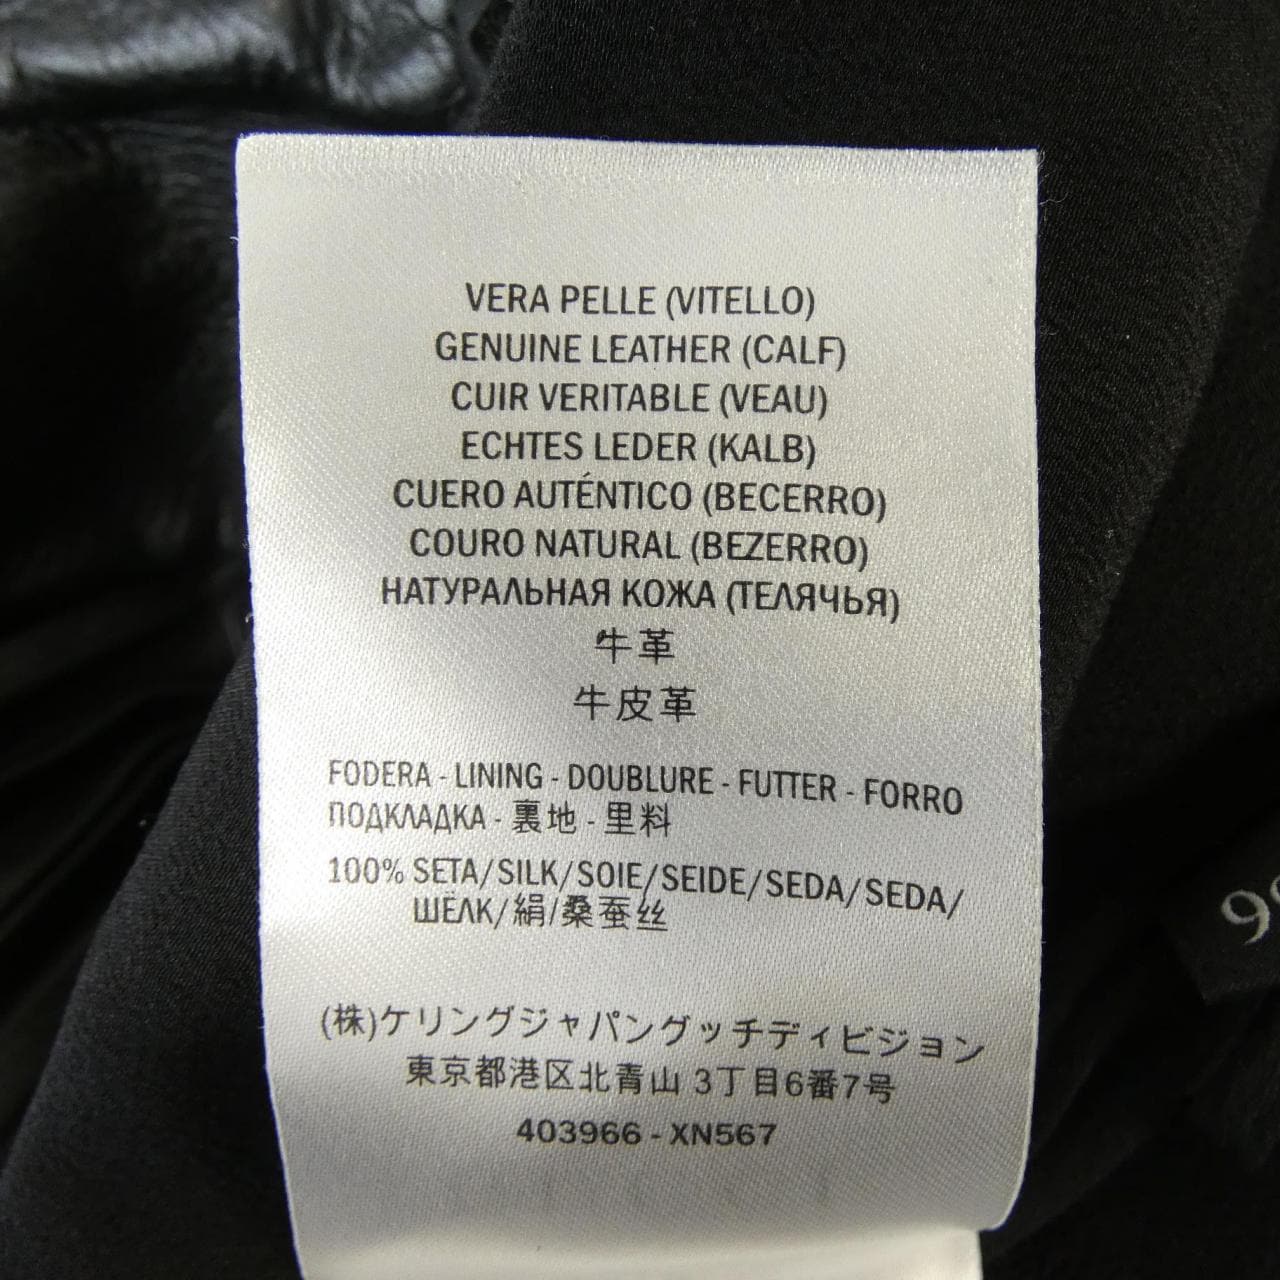 VERA PELLE (VITELLO)
GENUINE LEATHER (CALF)
CUIR VERITABLE (VEAU)
ECHTES LEDER (KALB)
CUERO AUTÉNTICO (BECERRO)
COURO NATURAL (BEZERRO)
НАТУРАЛЬНАЯ КОЖА (ТЕЛЯЧЬЯ)
牛革
牛皮革
FODERA - LINING - DOUBLURE - FUTTER - FORRO
ПОДКЛАДКА - 裏地 - 里料
100% SETA/SILK/SOIE/SEIDE/SEDA/SEDA/
ШЁЛК/絹/桑蚕丝
(株)ケリングジャパングッチディビジョン
東京都港区北青山 3丁目6番7号
403966 - XN567